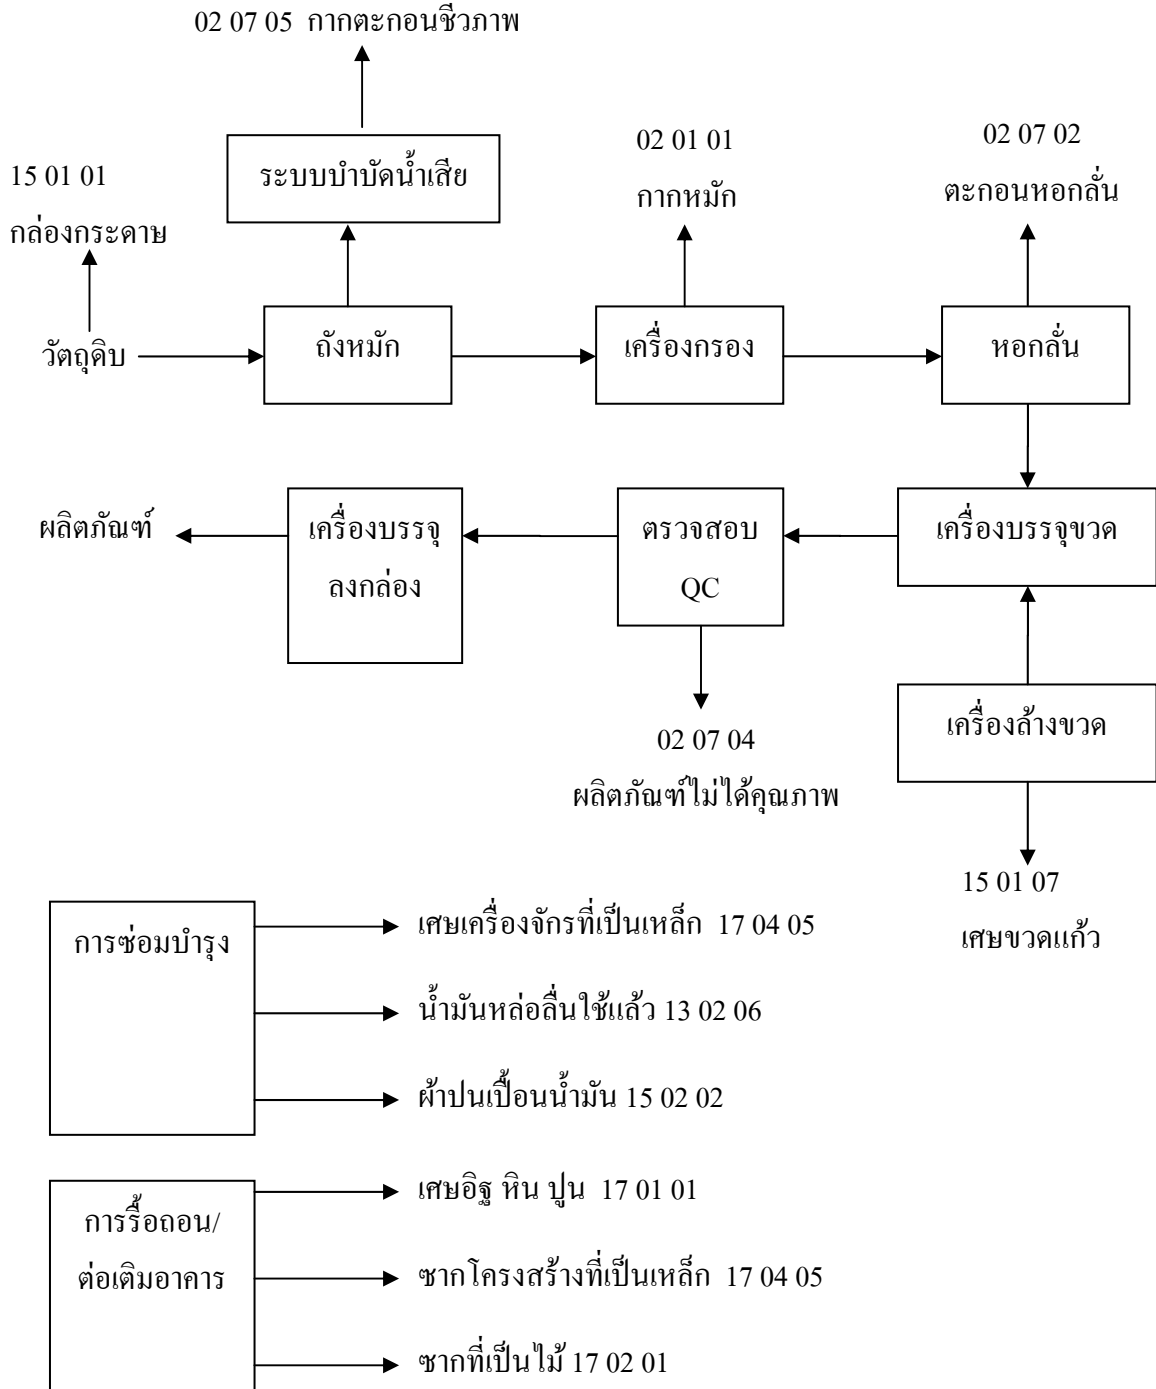 02 07 05 กากตะกอนชีวภาพ
ระบบบำบัดน้ำเสีย
02 01 01
กากหมัก
02 07 02
ตะกอนหอกลั่น
15 01 01
กล่องกระดาษ
วัตถุดิบ
ถังหมัก
เครื่องกรอง
หอกลั่น
ผลิตภัณฑ์
เครื่องบรรจุ
ลงกล่อง
ตรวจสอบ
QC
เครื่องบรรจุขวด
เครื่องล้างขวด
02 07 04
ผลิตภัณฑ์ไม่ได้คุณภาพ
15 01 07
เศษขวดแก้ว
การซ่อมบำรุง
เศษเครื่องจักรที่เป็นเหล็ก 17 04 05
น้ำมันหล่อลื่นใช้แล้ว 13 02 06
ผ้าปนเปื้อนน้ำมัน 15 02 02
การรื้อถอน/
ต่อเติมอาคาร
เศษอิฐ หิน ปูน 17 01 01
ซากโครงสร้างที่เป็นเหล็ก 17 04 05
ซากที่เป็นไม้ 17 02 01